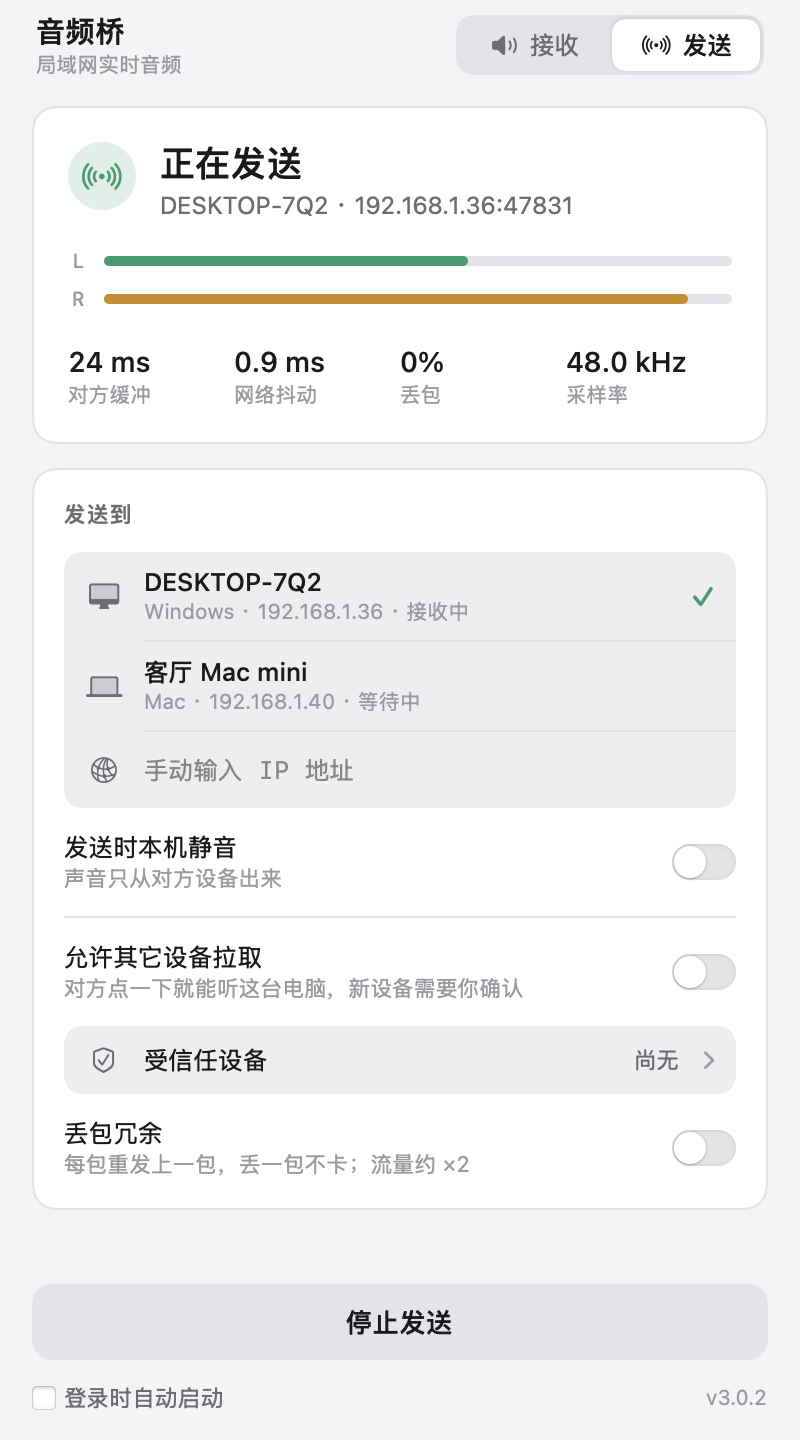 音频桥
局域网实时音频
接收
发送
正在发送
DESKTOP-7Q2 · 192.168.1.36:47831
L
R
24 ms
0.9 ms
0%
48.0 kHz
对方缓冲
网络抖动
丢包
采样率
发送到
DESKTOP-7Q2
Windows · 192.168.1.36 · 接收中
客厅 Mac mini
Mac · 192.168.1.40 · 等待中
手动输入 IP 地址
发送时本机静音
声音只从对方设备出来
允许其它设备拉取
对方点一下就能听这台电脑，新设备需要你确认
受信任设备
尚无
丢包冗余
每包重发上一包，丢一包不卡；流量约 ×2
停止发送
登录时自动启动
v3.0.2